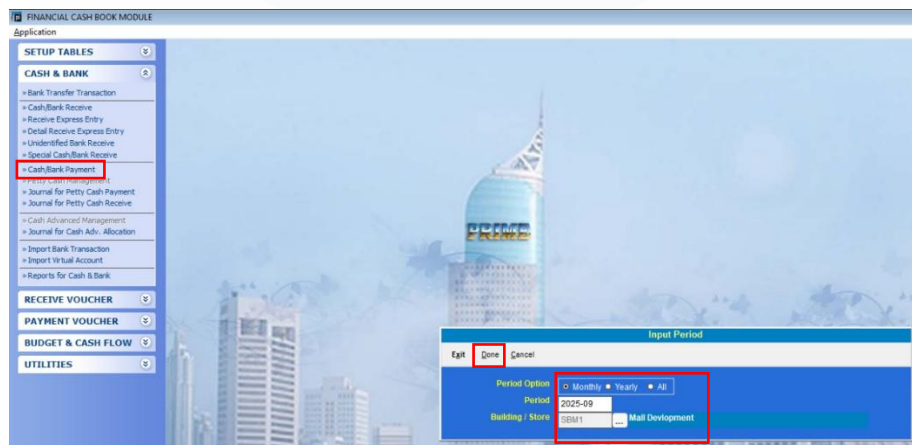 FINANCIAL CASH BOOK MODULE
Application
SETUP TABLES
CASH & BANK
» Bank Transfer Transaction
» Cash/Bank Receive
» Receive Express Entry
» Detail Receive Express Entry
» Unidentified Bank Receive
» Special Cash/Bank Receive
» Cash/Bank Payment
» Petty Cash Management
» Journal for Petty Cash Payment
» Journal for Petty Cash Receive
» Cash Advanced Management
» Journal for Cash Adv. Allocation
» Import Bank Transaction
» Import Virtual Account
» Reports for Cash & Bank
RECEIVE VOUCHER
PAYMENT VOUCHER
BUDGET & CASH FLOW
UTILITIES
PRIME
Input Period
Exit Done Cancel
Period Option Monthly Yearly All
Period 2025-09
Building / Store SBM1 ... Mall Devlopment